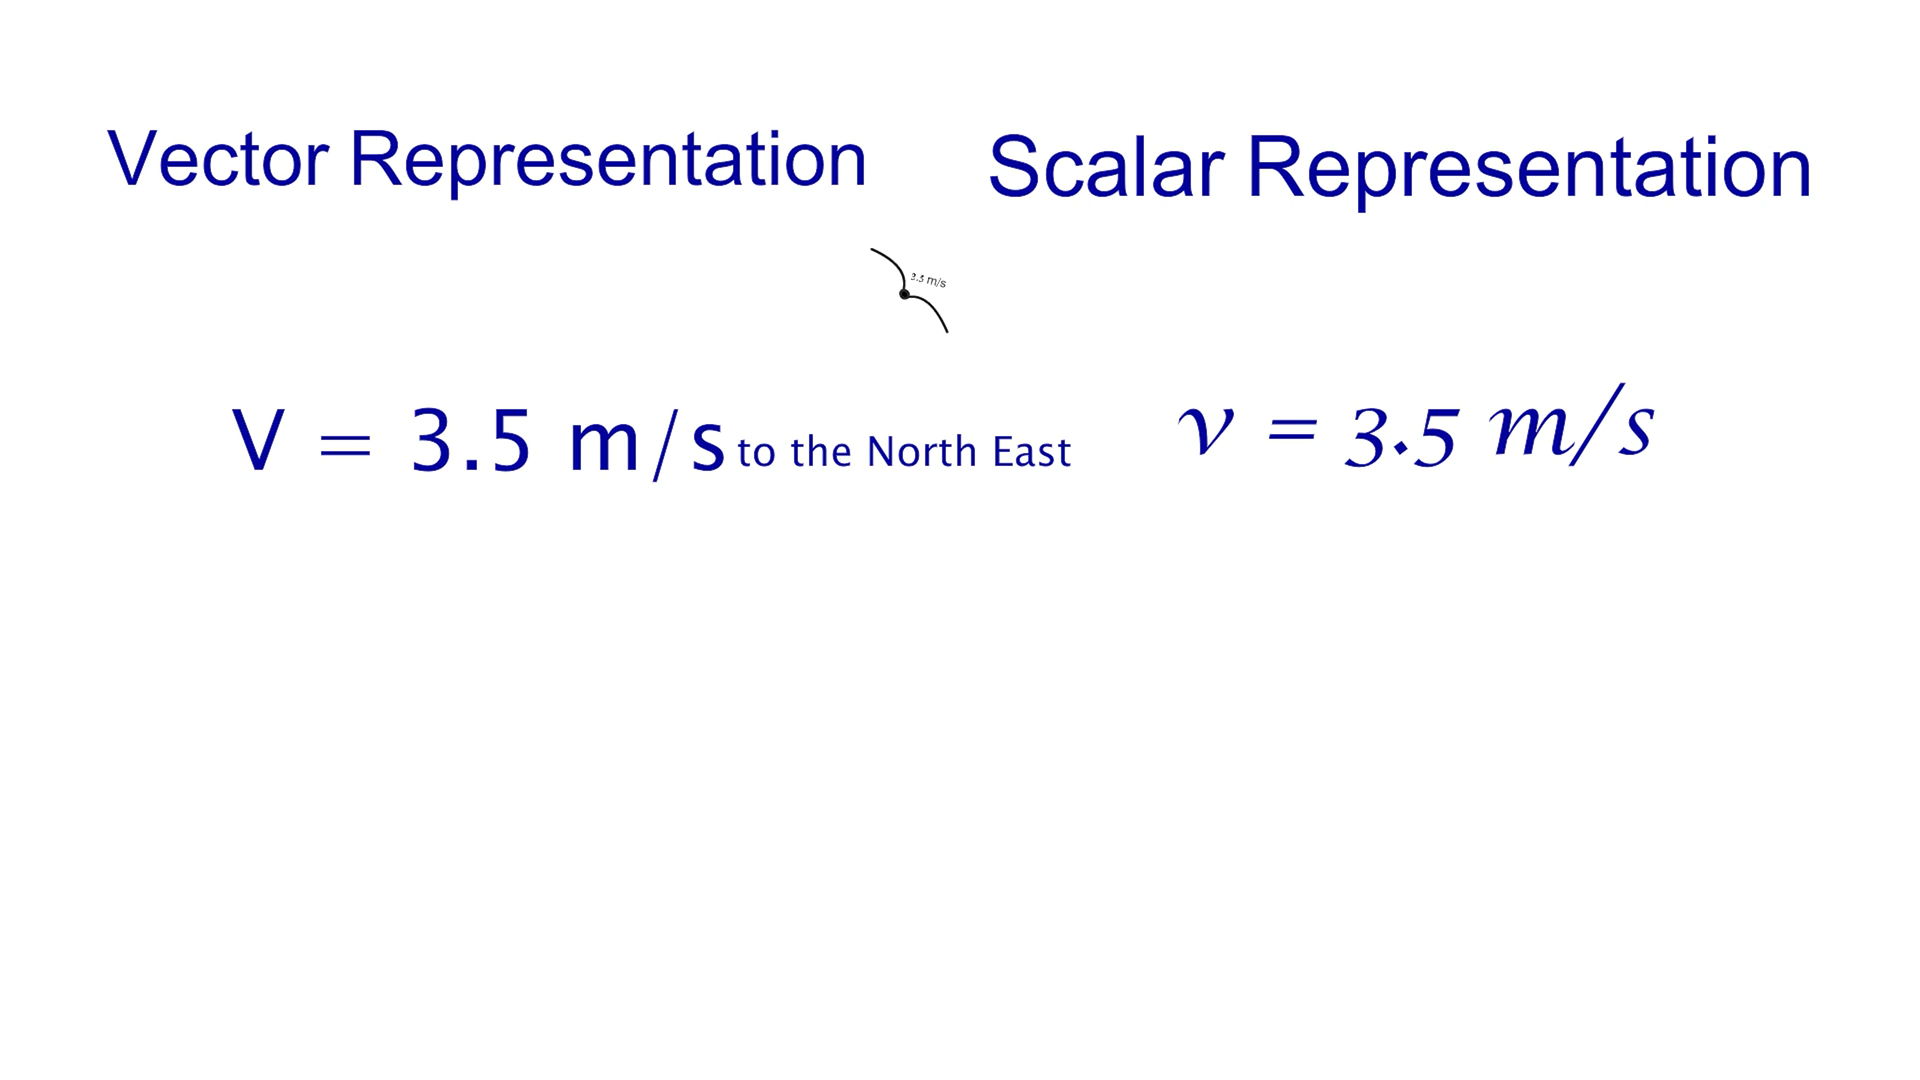 Vector Representation
Scalar Representation
3.5 m/s
V = 3.5 m/s to the North East
v = 3.5 m/s